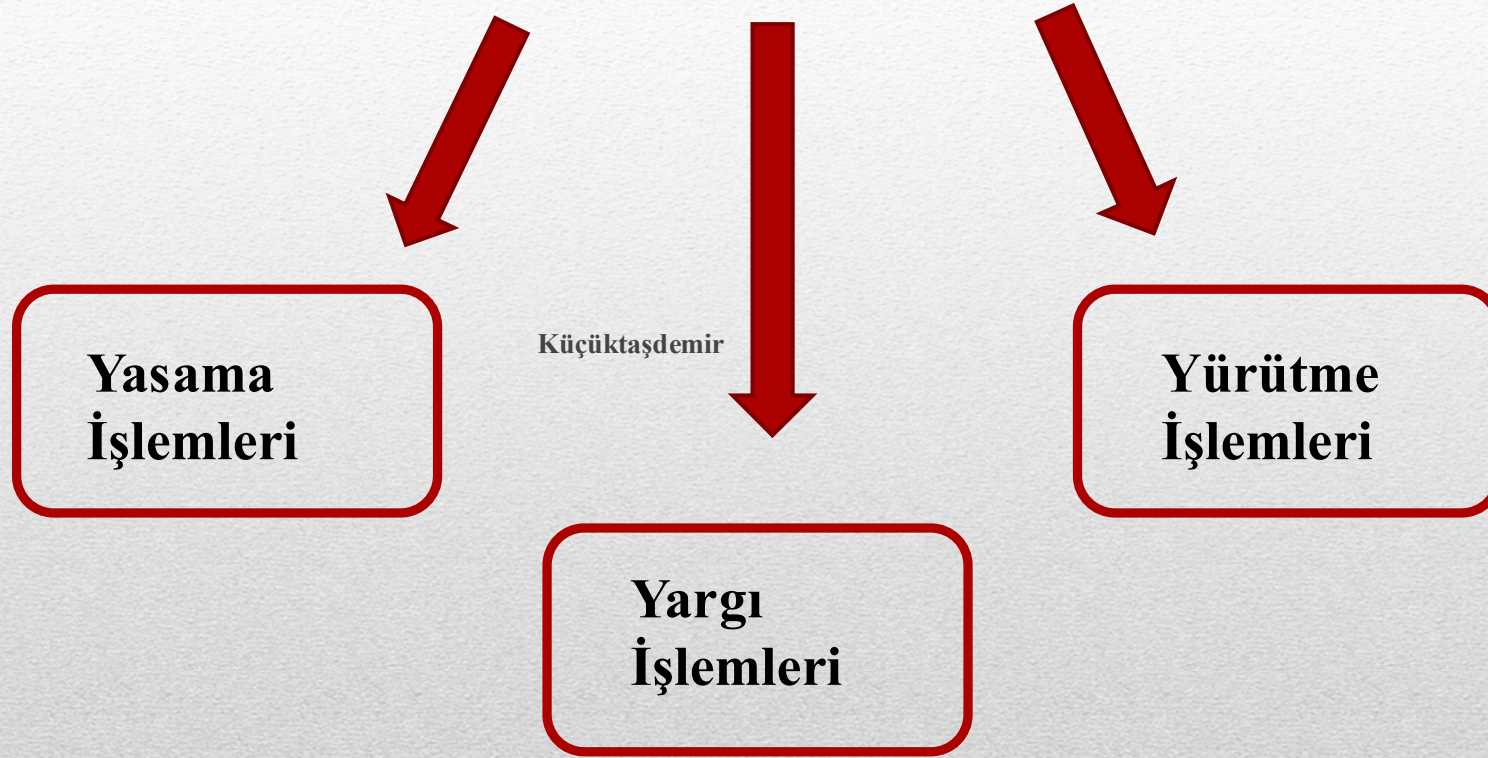 Küçüktaşdemir
Yasama
İşlemleri
Yürütme
İşlemleri
Yargı
İşlemleri